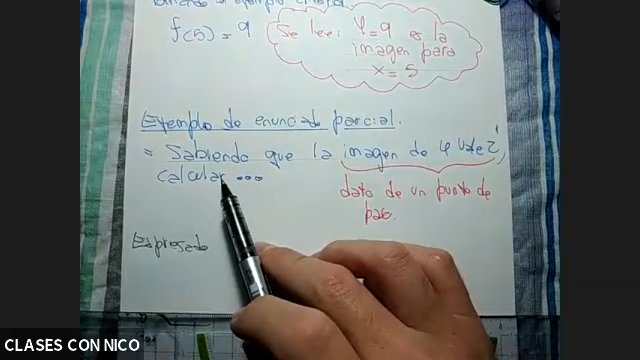 f(5) = 9
Se lee: Y=9 es la
imagen para
x = 5
Ejemplo de enunciado parcial.
= Sabiendo que la imagen de 4 vale 2,
calcular ...
dato de un punto de
paso.
Expresado
CLASES CON NICO